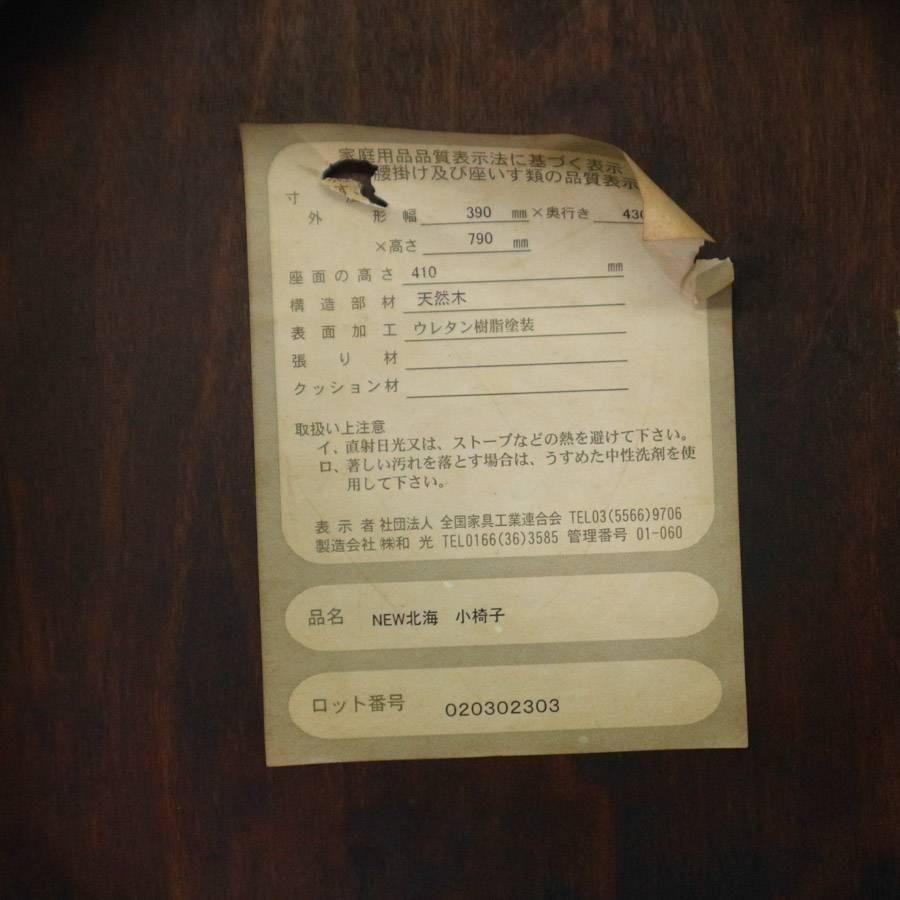 家庭用品品質表示法に基づく表示
す、腰掛け及び座いす類の品質表示
寸
外形幅 390 mm ×奥行き 430
×高さ 790 mm
座面の高さ 410 mm
構造部材 天然木
表面加工 ウレタン樹脂塗装
張り材
クッション材
取扱い上注意
イ、直射日光又は、ストーブなどの熱を避けて下さい。
ロ、著しい汚れを落とす場合は、うすめた中性洗剤を使
用して下さい。
表示者 社団法人 全国家具工業連合会 TEL03(5566)9706
製造会社 ㈱和光 TEL0166(36)3585 管理番号 01-060
品名 NEW北海 小椅子
ロット番号 020302303